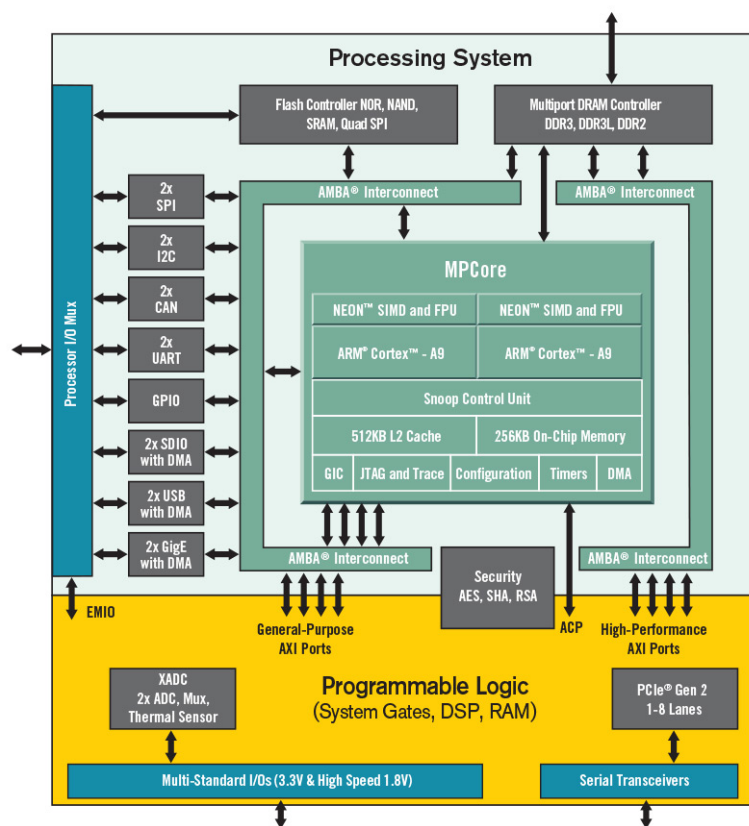 Processing System
Flash Controller NOR, NAND,
SRAM, Quad SPI
Multiport DRAM Controller
DDR3, DDR3L, DDR2
Processor I/O Mux
2x
SPI
2x
I2C
2x
CAN
2x
UART
GPIO
2x SDIO
with DMA
2x USB
with DMA
2x GigE
with DMA
AMBA® Interconnect
AMBA® Interconnect
MPCore
NEON™ SIMD and FPU
NEON™ SIMD and FPU
ARM® Cortex™ - A9
ARM® Cortex™ - A9
Snoop Control Unit
512KB L2 Cache
256KB On-Chip Memory
GIC
JTAG and Trace
Configuration
Timers
DMA
AMBA® Interconnect
AMBA® Interconnect
Security
AES, SHA, RSA
EMIO
General-Purpose
AXI Ports
ACP
High-Performance
AXI Ports
XADC
2x ADC, Mux,
Thermal Sensor
Programmable Logic
(System Gates, DSP, RAM)
PCIe® Gen 2
1-8 Lanes
Multi-Standard I/Os (3.3V & High Speed 1.8V)
Serial Transceivers